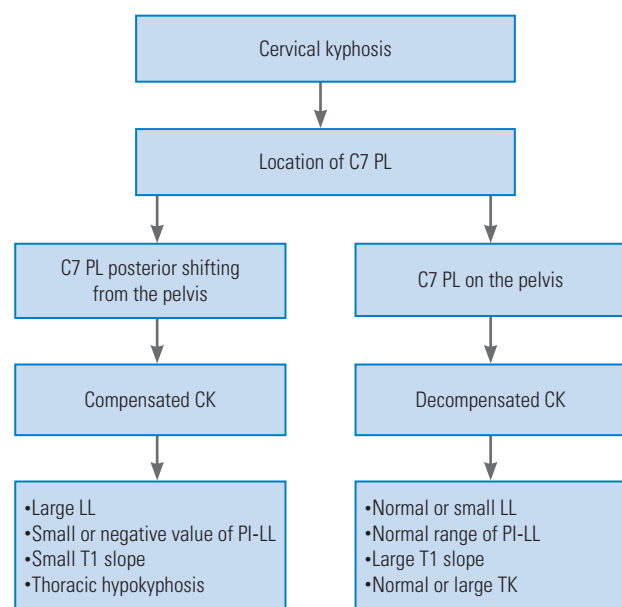 Cervical kyphosis
Location of C7 PL
C7 PL posterior shifting
from the pelvis
C7 PL on the pelvis
Compensated CK
Decompensated CK
•Large LL
•Small or negative value of PI-LL
•Small T1 slope
•Thoracic hypokyphosis
•Normal or small LL
•Normal range of PI-LL
•Large T1 slope
•Normal or large TK